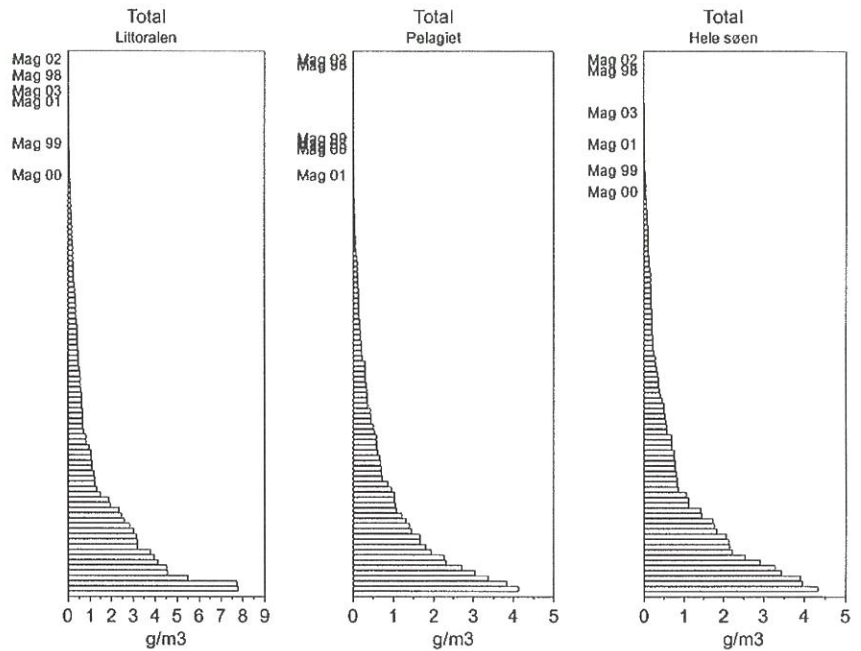 Total
Littoralen
Mag 02
Mag 98
Mag 03
Mag 01
Mag 99
Mag 00
0 1 2 3 4 5 6 7 8 9
g/m3
Total
Pelagiet
Mag 01
0 1 2 3 4 5
g/m3
Total
Hele søen
Mag 02
Mag 98
Mag 03
Mag 01
Mag 99
Mag 00
0 1 2 3 4 5
g/m3